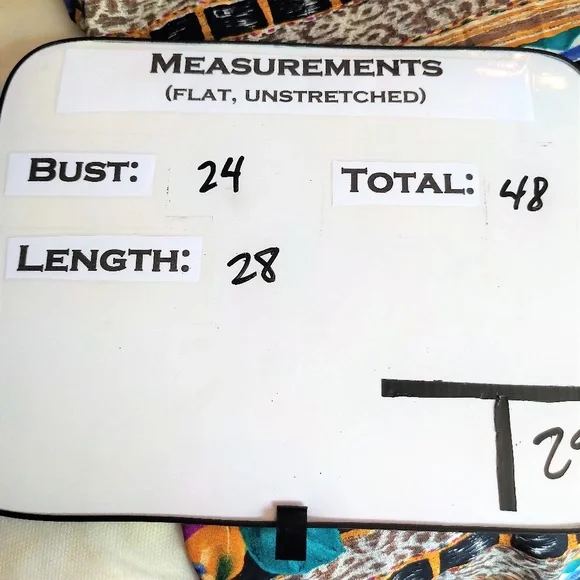 MEASUREMENTS
(FLAT, UNSTRETCHED)
BUST: 24 TOTAL: 48
LENGTH: 28